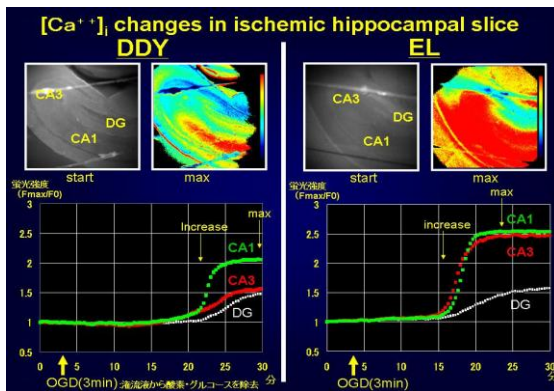 [Ca⁺⁺]i changes in ischemic hippocampal slice
DDY
CA3
DG
CA1
start
max
蛍光強度
(Fmax/F0)
3
2.5
2
1.5
1
0.5
max
Increase
CA1
CA3
DG
0 5 10 15 20 25 30
分
OGD(3min):潅流液から酸素・グルコースを除去
EL
CA3
DG
CA1
start
max
蛍光強度
(Fmax/F0)
3
2.5
2
1.5
1
0.5
max
increase
CA1
CA3
DG
0 5 10 15 20 25 30
分
OGD(3min)